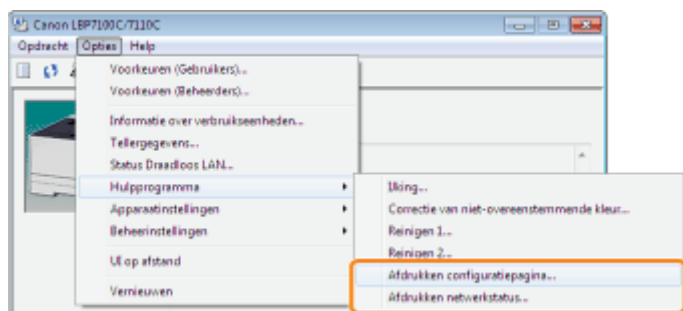 Canon LBP7100C/7110C
Opdracht Opties Help
Voorkeuren (Gebruikers)...
Voorkeuren (Beheerders)...
Informatie over verbruikseenheden...
Tellergegevens...
Status Draadloos LAN...
Hulpprogramma
Apparaatinstellingen
Beheerinstellingen
UI op afstand
Vernieuwen
IJking...
Correctie van niet-overeenstemmende kleur...
Reinigen 1...
Reinigen 2...
Afdrukken configuratiepagina...
Afdrukken netwerkstatus...